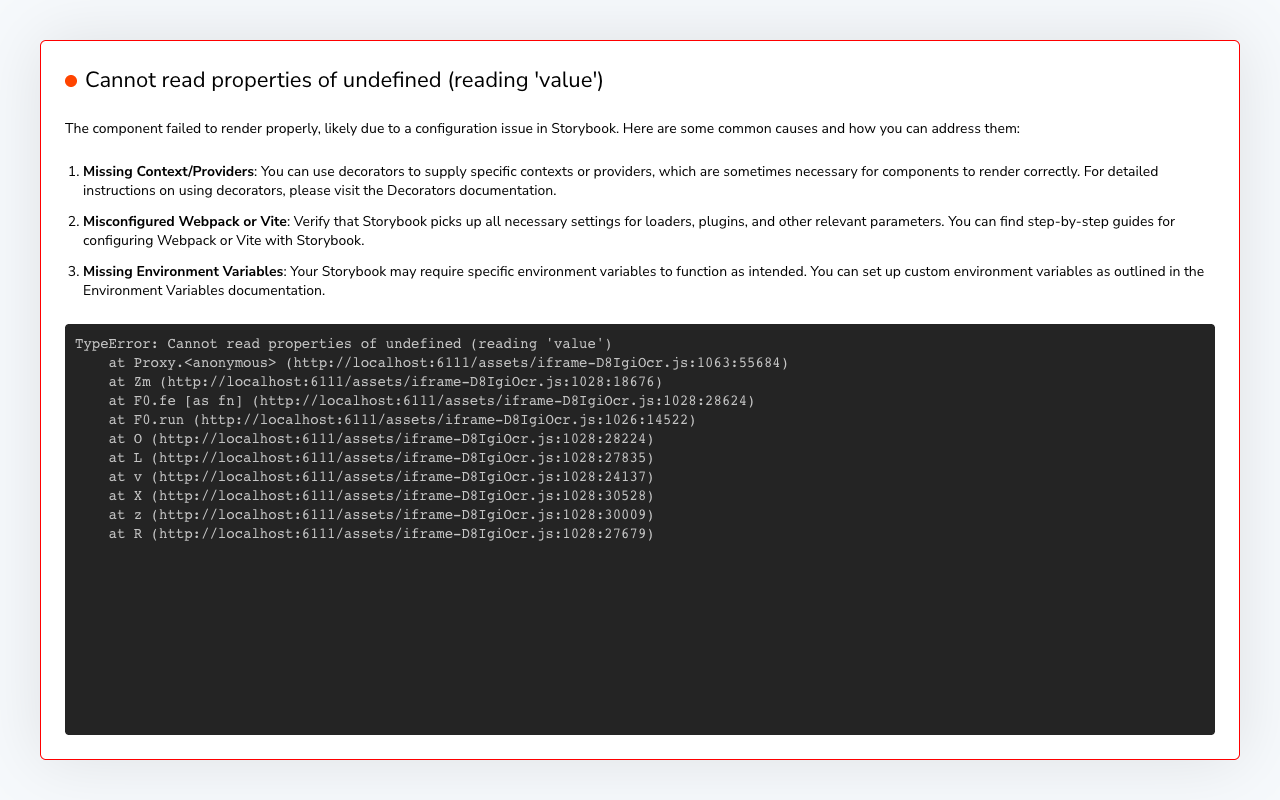 Cannot read properties of undefined (reading 'value')
The component failed to render properly, likely due to a configuration issue in Storybook. Here are some common causes and how you can address them:
1. Missing Context/Providers: You can use decorators to supply specific contexts or providers, which are sometimes necessary for components to render correctly. For detailed
instructions on using decorators, please visit the Decorators documentation.
2. Misconfigured Webpack or Vite: Verify that Storybook picks up all necessary settings for loaders, plugins, and other relevant parameters. You can find step-by-step guides for
configuring Webpack or Vite with Storybook.
3. Missing Environment Variables: Your Storybook may require specific environment variables to function as intended. You can set up custom environment variables as outlined in the
Environment Variables documentation.
TypeError: Cannot read properties of undefined (reading 'value')
    at Proxy.<anonymous> (http://localhost:6111/assets/iframe-D8IgiOcr.js:1063:55684)
    at Zm (http://localhost:6111/assets/iframe-D8IgiOcr.js:1028:18676)
    at F0.fe [as fn] (http://localhost:6111/assets/iframe-D8IgiOcr.js:1028:28624)
    at F0.run (http://localhost:6111/assets/iframe-D8IgiOcr.js:1026:14522)
    at O (http://localhost:6111/assets/iframe-D8IgiOcr.js:1028:28224)
    at L (http://localhost:6111/assets/iframe-D8IgiOcr.js:1028:27835)
    at v (http://localhost:6111/assets/iframe-D8IgiOcr.js:1028:24137)
    at X (http://localhost:6111/assets/iframe-D8IgiOcr.js:1028:30528)
    at z (http://localhost:6111/assets/iframe-D8IgiOcr.js:1028:30009)
    at R (http://localhost:6111/assets/iframe-D8IgiOcr.js:1028:27679)